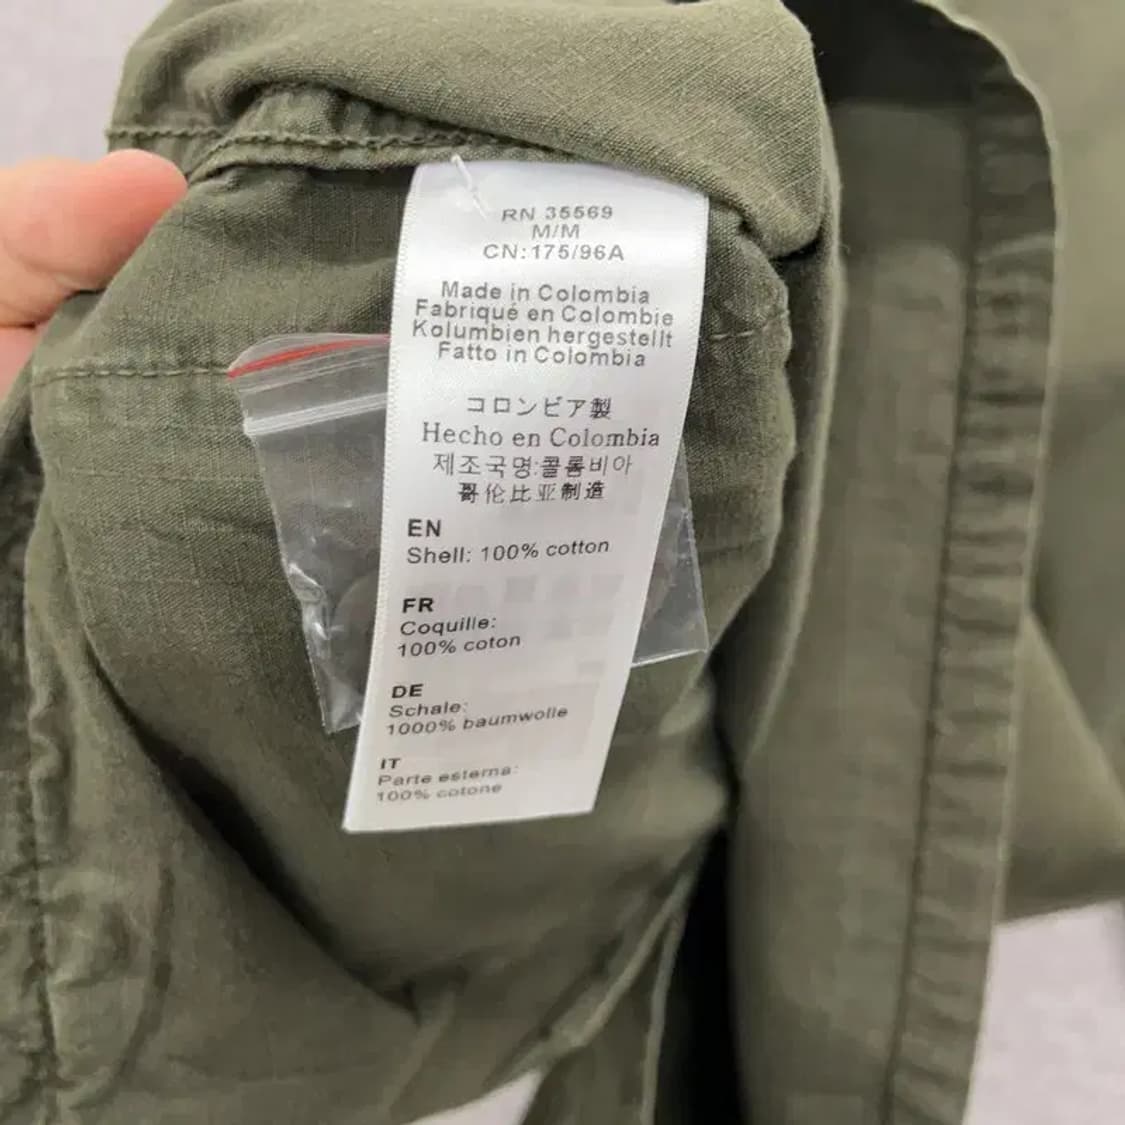 RN 35569
M/M
CN:175/96A
Made in Colombia
Fabriqué en Colombie
Kolumbien hergestellt
Fatto in Colombia
コロンビア製
Hecho en Colombia
제조국명:콜롬비아
哥伦比亚制造
EN
Shell: 100% cotton
FR
Coquille:
100% coton
DE
Schale:
1000% baumwolle
IT
Parte esterna:
100% cotone